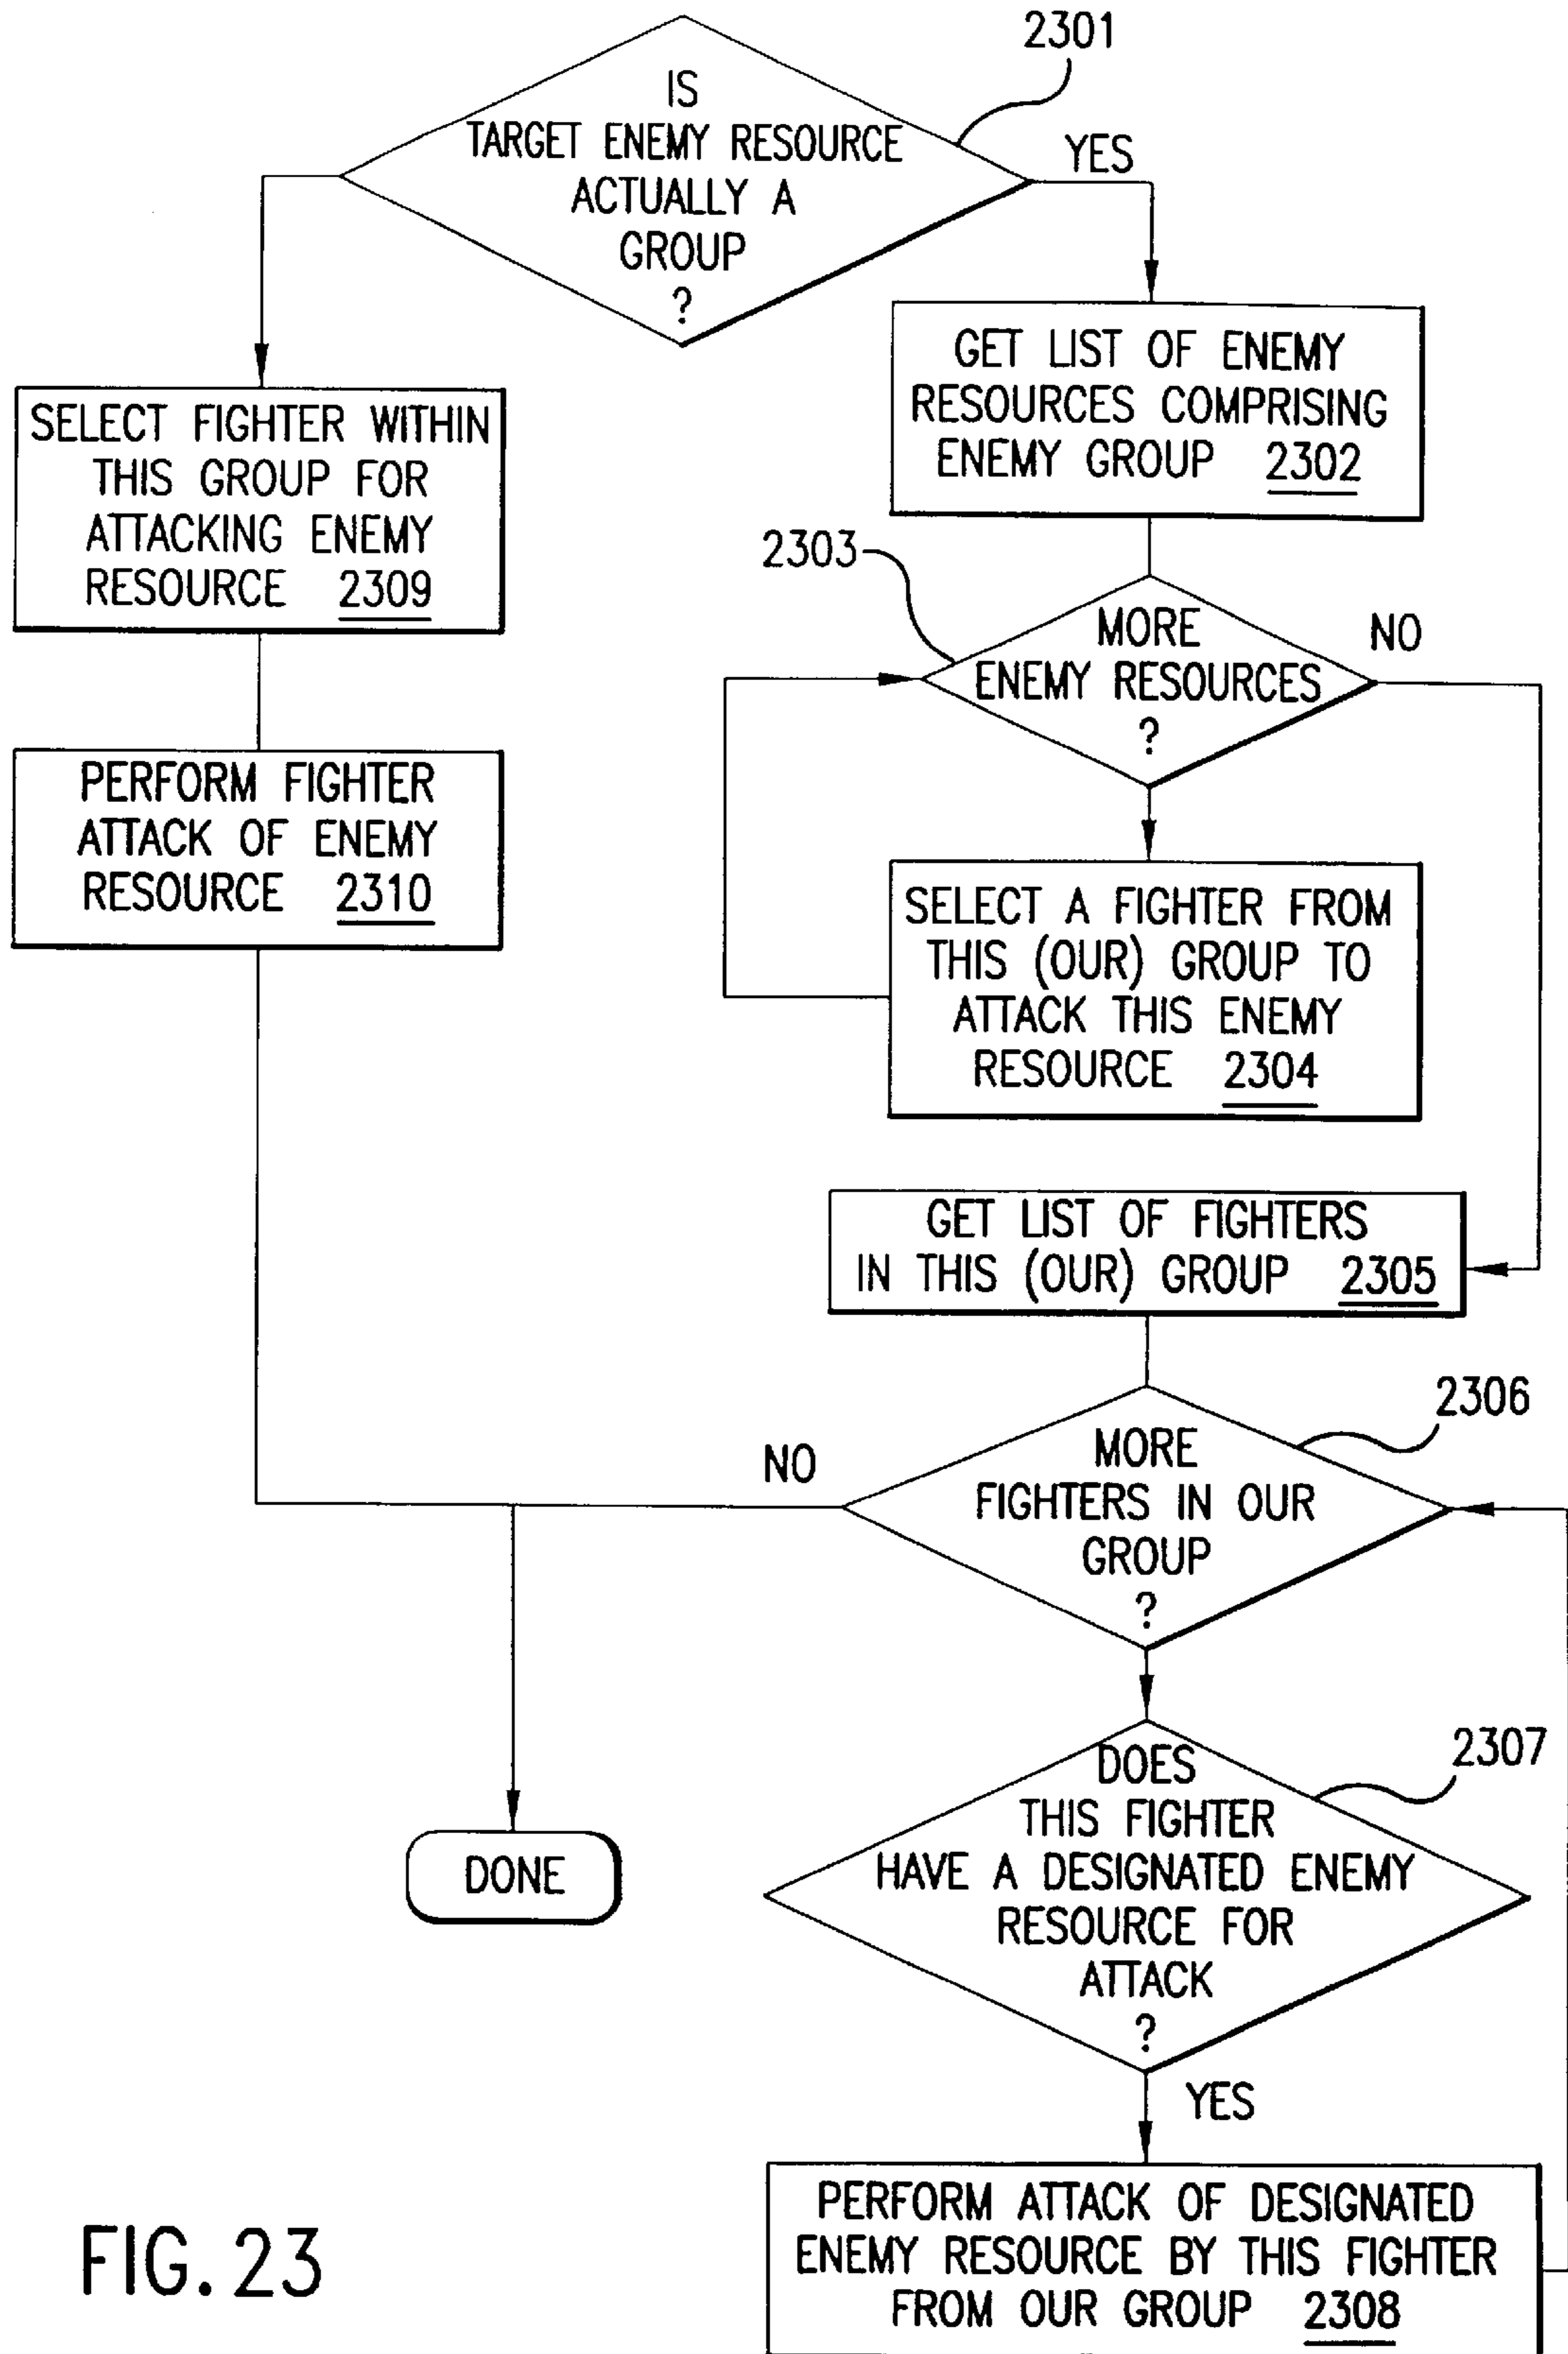 2301
IS
TARGET ENEMY RESOURCE
ACTUALLY A
GROUP
?
YES
GET LIST OF ENEMY
RESOURCES COMPRISING
ENEMY GROUP 2302
SELECT FIGHTER WITHIN
THIS GROUP FOR
ATTACKING ENEMY
RESOURCE 2309
2303
MORE
ENEMY RESOURCES
?
NO
PERFORM FIGHTER
ATTACK OF ENEMY
RESOURCE 2310
SELECT A FIGHTER FROM
THIS (OUR) GROUP TO
ATTACK THIS ENEMY
RESOURCE 2304
GET LIST OF FIGHTERS
IN THIS (OUR) GROUP 2305
2306
NO
MORE
FIGHTERS IN OUR
GROUP
?
2307
DOES
THIS FIGHTER
HAVE A DESIGNATED ENEMY
RESOURCE FOR
ATTACK
?
DONE
YES
PERFORM ATTACK OF DESIGNATED
ENEMY RESOURCE BY THIS FIGHTER
FROM OUR GROUP 2308
FIG. 23